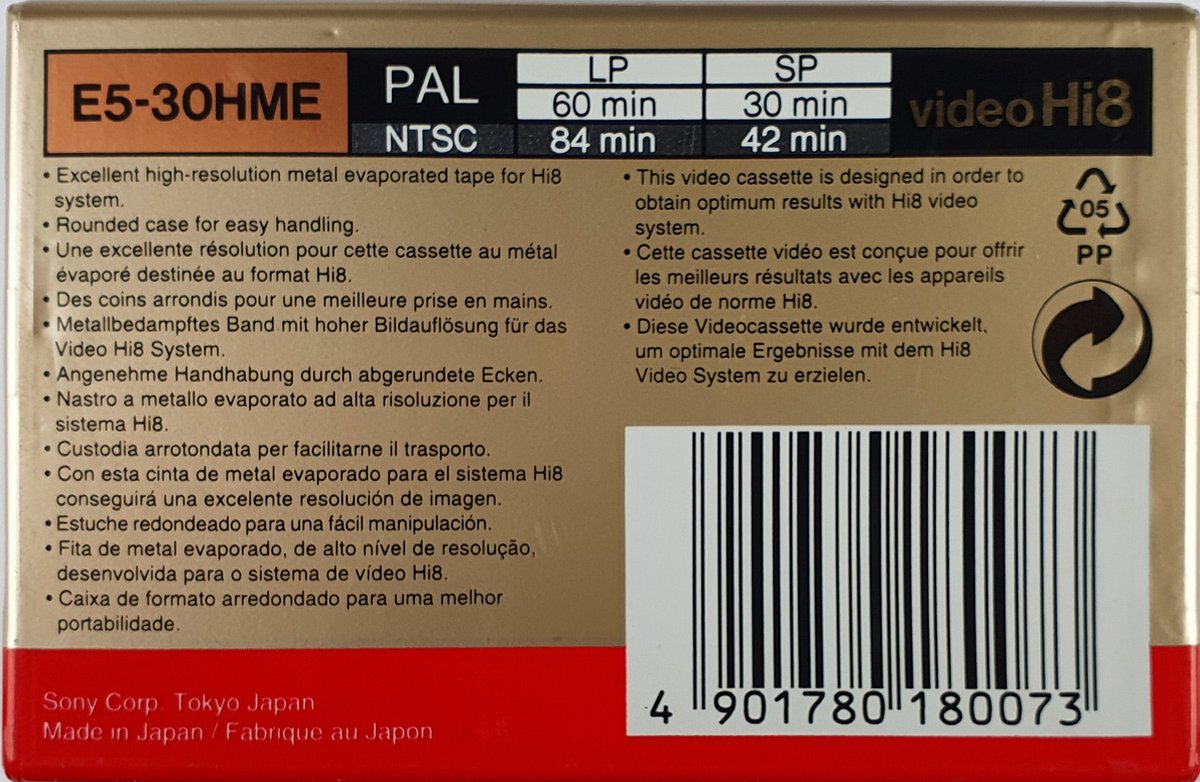 E5-30HME
PAL
LP
SP
60 min
30 min
NTSC
84 min
42 min
video Hi8
• Excellent high-resolution metal evaporated tape for Hi8
system.
• Rounded case for easy handling.
• Une excellente résolution pour cette cassette au métal
évaporé destinée au format Hi8.
• Des coins arrondis pour une meilleure prise en mains.
• Metallbedampftes Band mit hoher Bildauflösung für das
Video Hi8 System.
• Angenehme Handhabung durch abgerundete Ecken.
• Nastro a metallo evaporato ad alta risoluzione per il
sistema Hi8.
• Custodia arrotondata per facilitarne il trasporto.
• Con esta cinta de metal evaporado para el sistema Hi8
conseguirá una excelente resolución de imagen.
• Estuche redondeado para una fácil manipulación.
• Fita de metal evaporado, de alto nível de resolução,
desenvolvida para o sistema de vídeo Hi8.
• Caixa de formato arredondado para uma melhor
portabilidade.
• This video cassette is designed in order to
obtain optimum results with Hi8 video
system.
• Cette cassette vidéo est conçue pour offrir
les meilleurs résultats avec les appareils
vidéo de norme Hi8.
• Diese Videocassette wurde entwickelt,
um optimale Ergebnisse mit dem Hi8
Video System zu erzielen.
05
PP
4 901780 180073
Sony Corp. Tokyo Japan
Made in Japan / Fabrique au Japon